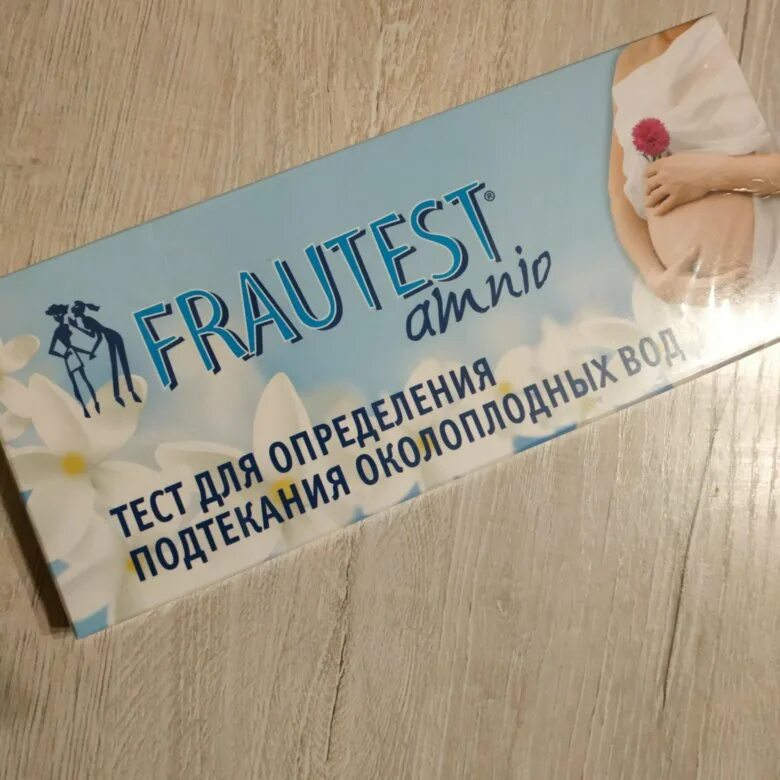 FRAUTEST®
amnio
ТЕСТ ДЛЯ ОПРЕДЕЛЕНИЯ
ПОДТЕКАНИЯ ОКОЛОПЛОДНЫХ ВОД